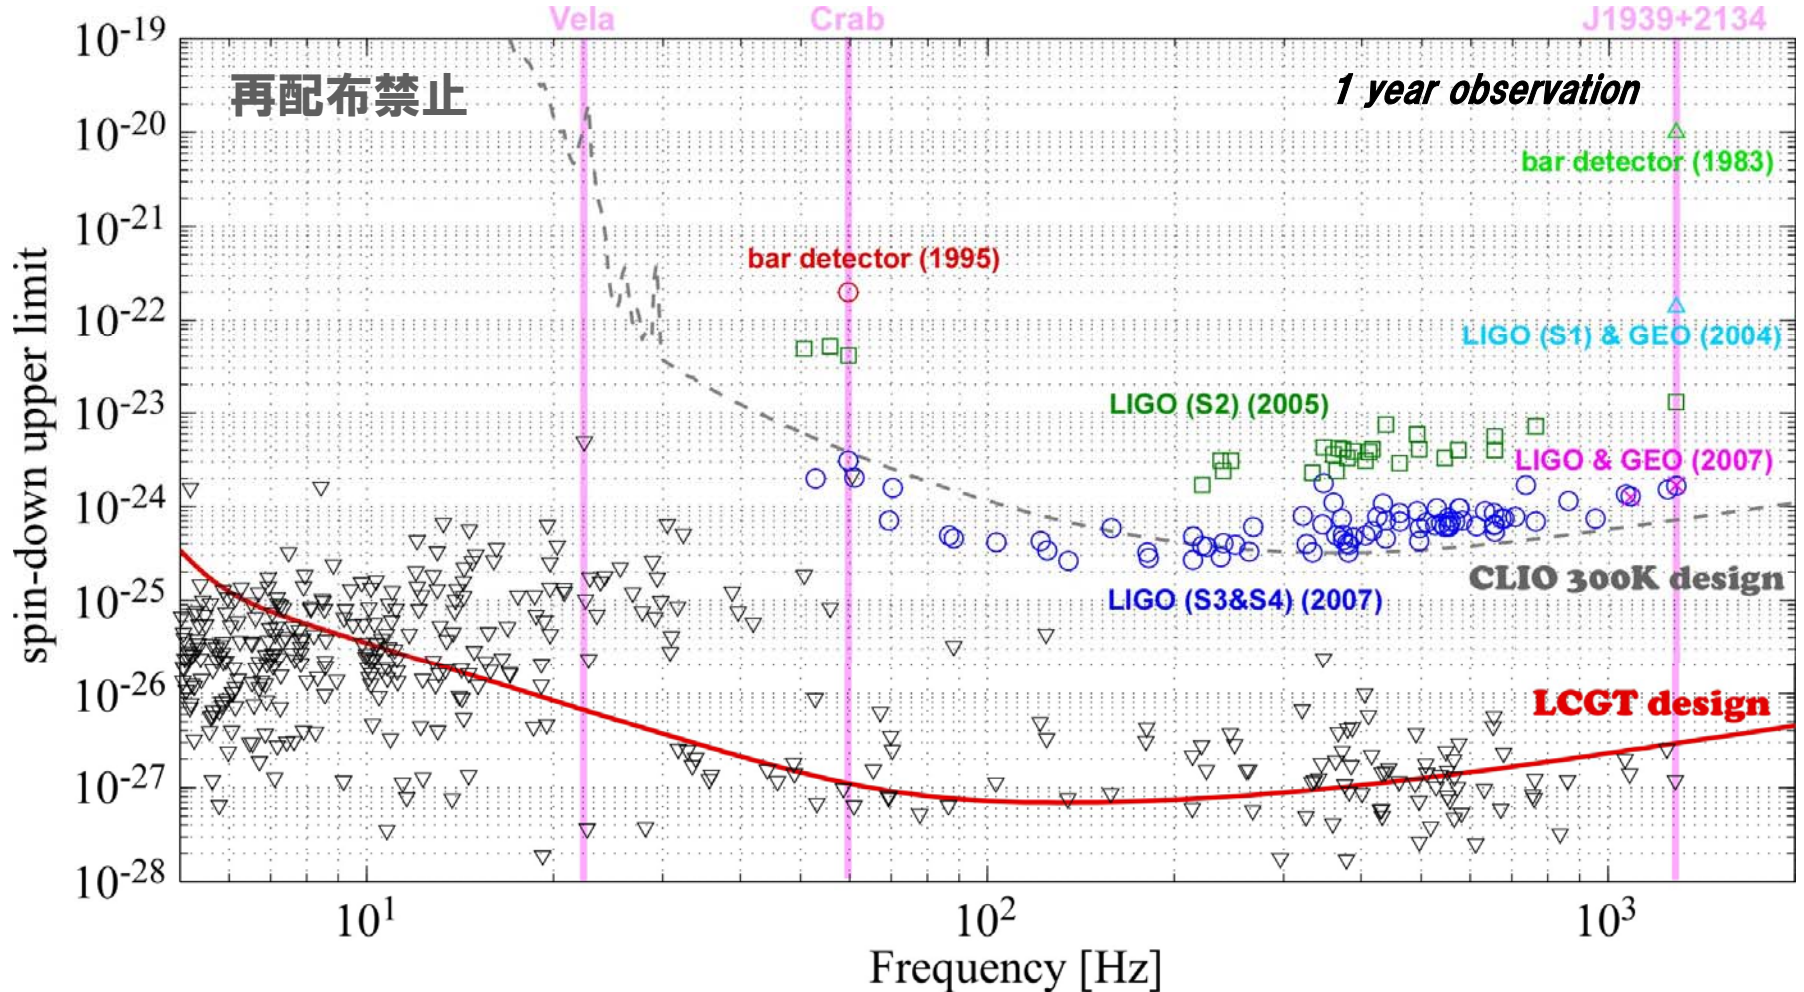 Vela
Crab
J1939+2134
再配布禁止
1 year observation
bar detector (1983)
bar detector (1995)
LIGO (S1) & GEO (2004)
LIGO (S2) (2005)
LIGO & GEO (2007)
CLIO 300K design
LIGO (S3&S4) (2007)
LCGT design
spin-down upper limit
10-19
10-20
10-21
10-22
10-23
10-24
10-25
10-26
10-27
10-28
10¹
10²
10³
Frequency [Hz]